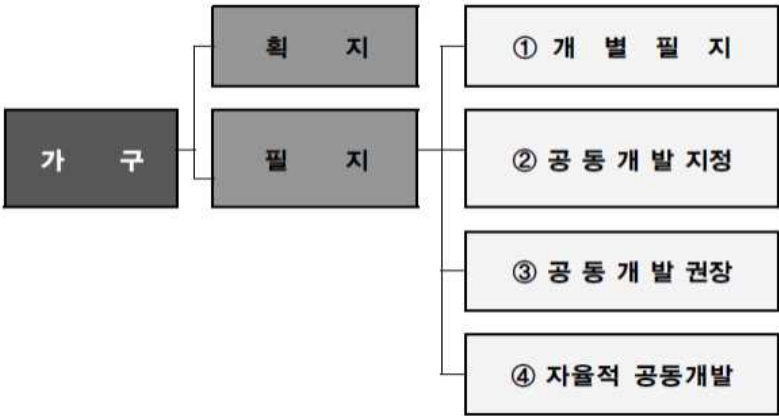 가 구
획 지
필 지
① 개 별 필 지
② 공 동 개 발 지정
③ 공 동 개 발 권장
④ 자율적 공동개발